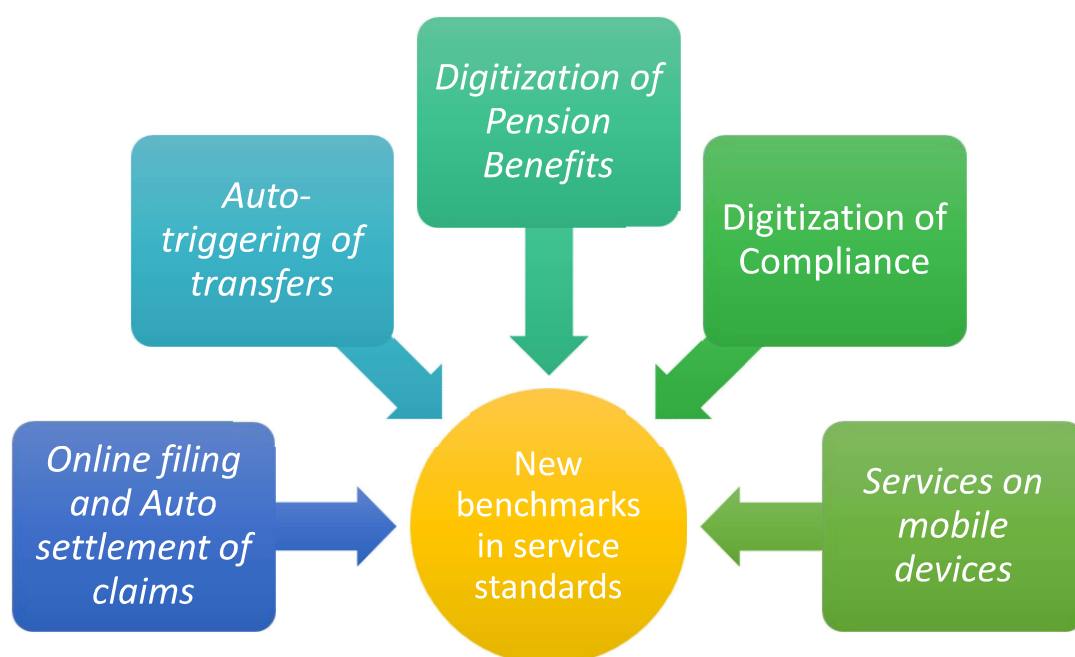 Digitization of
Pension
Benefits
Auto-
triggering of
transfers
Digitization of
Compliance
Online filing
and Auto
settlement of
claims
New
benchmarks
in service
standards
Services on
mobile
devices